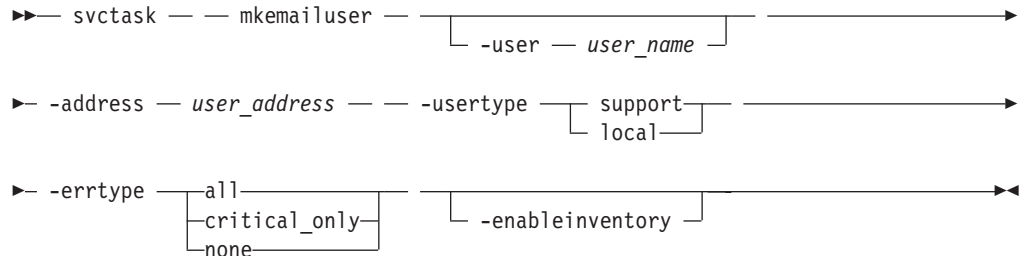 svctask mkemailuser
-user user_name
-address user_address -usertype support
local
-errtype all
critical_only
none
-enableinventory